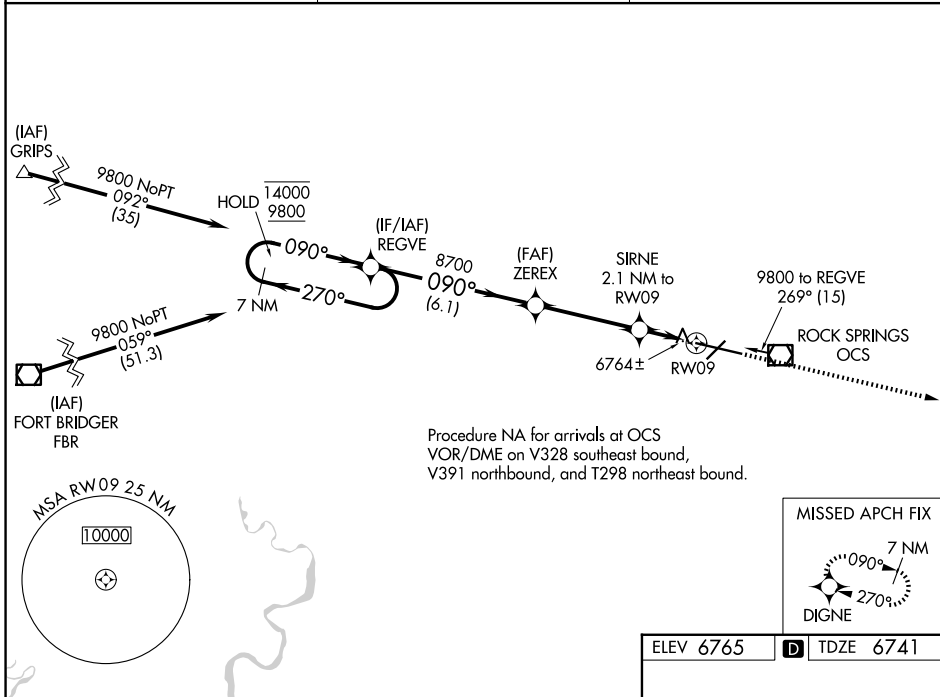 (IAF)
GRIPS
9800 NoPT
092°
(35)
HOLD
14000
9800
090°
(IF/IAF)
REGVE
270°
7 NM
8700
090°
(6.1)
(FAF)
ZEREX
SIRNE
2.1 NM to
RW09
9800 to REGVE
269° (15)
ROCK SPRINGS
OCS
6764±
RW09
9800 NoPT
059°
(51.3)
(IAF)
FORT BRIDGER
FBR
Procedure NA for arrivals at OCS
VOR/DME on V328 southeast bound,
V391 northbound, and T298 northeast bound.
MSA RW09 25 NM
10000
MISSED APCH FIX
7 NM
090°
270°
DIGNE
ELEV 6765 D TDZE 6741